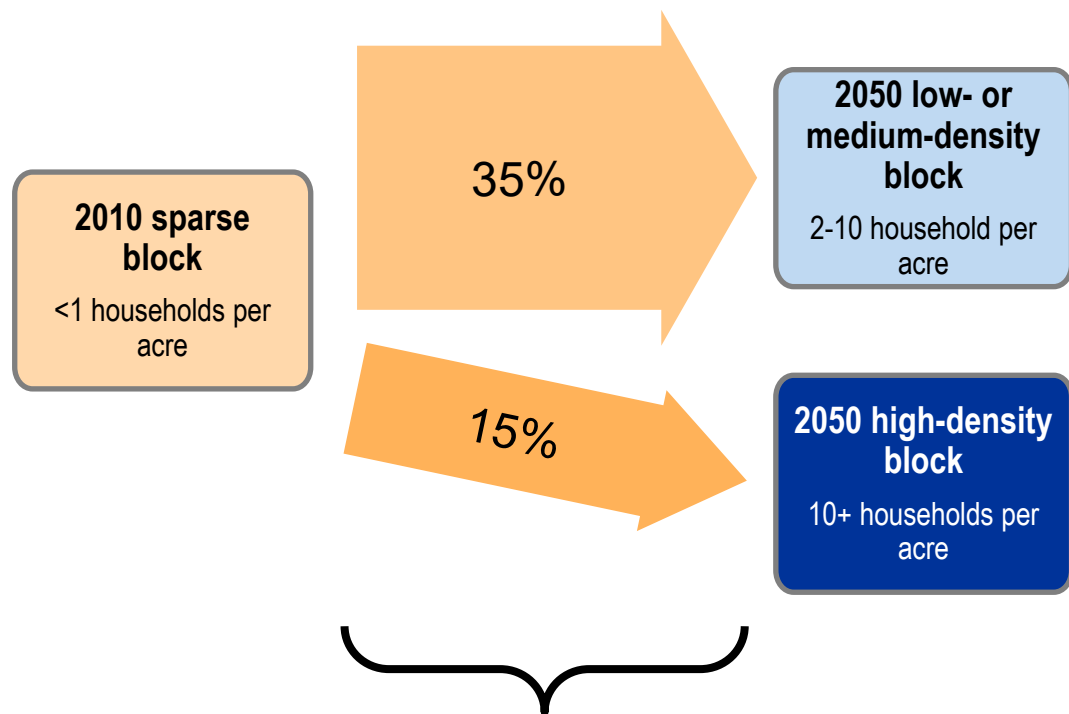 2010 sparse
block
<1 households per
acre
35%
15%
2050 low- or
medium-density
block
2-10 household per
acre
2050 high-density
block
10+ households per
acre